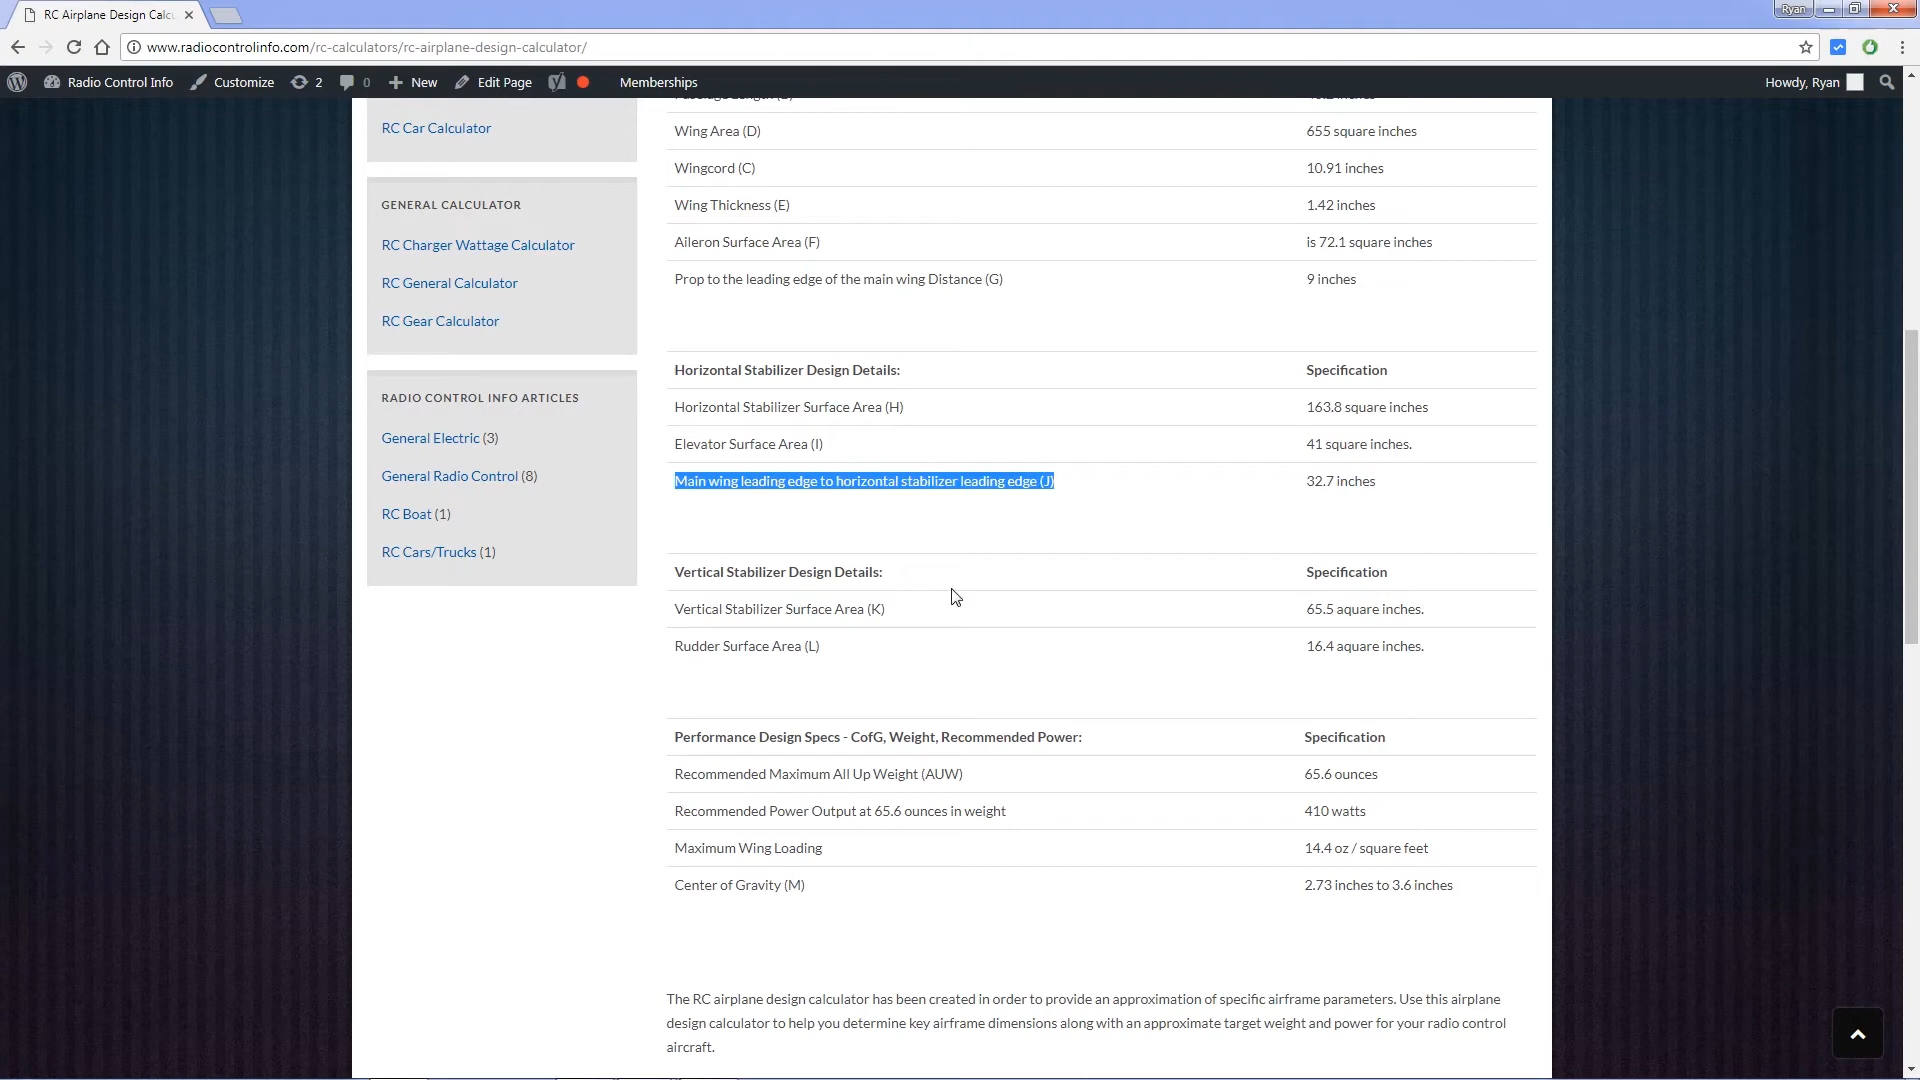 RC Airplane Design Calc
Ryan
www.radiocontrolinfo.com/rc-calculators/rc-airplane-design-calculator/
Radio Control Info Customize 2 0 New Edit Page Memberships Howdy, Ryan
RC Car Calculator
GENERAL CALCULATOR
RC Charger Wattage Calculator
RC General Calculator
RC Gear Calculator
RADIO CONTROL INFO ARTICLES
General Electric (3)
General Radio Control (8)
RC Boat (1)
RC Cars/Trucks (1)
Wing Area (D) 655 square inches
Wingcord (C) 10.91 inches
Wing Thickness (E) 1.42 inches
Aileron Surface Area (F) is 72.1 square inches
Prop to the leading edge of the main wing Distance (G) 9 inches
Horizontal Stabilizer Design Details: Specification
Horizontal Stabilizer Surface Area (H) 163.8 square inches
Elevator Surface Area (I) 41 square inches.
Main wing leading edge to horizontal stabilizer leading edge (J) 32.7 inches
Vertical Stabilizer Design Details: Specification
Vertical Stabilizer Surface Area (K) 65.5 aquare inches.
Rudder Surface Area (L) 16.4 aquare inches.
Performance Design Specs - CofG, Weight, Recommended Power: Specification
Recommended Maximum All Up Weight (AUW) 65.6 ounces
Recommended Power Output at 65.6 ounces in weight 410 watts
Maximum Wing Loading 14.4 oz / square feet
Center of Gravity (M) 2.73 inches to 3.6 inches
The RC airplane design calculator has been created in order to provide an approximation of specific airframe parameters. Use this airplane
design calculator to help you determine key airframe dimensions along with an approximate target weight and power for your radio control
aircraft.